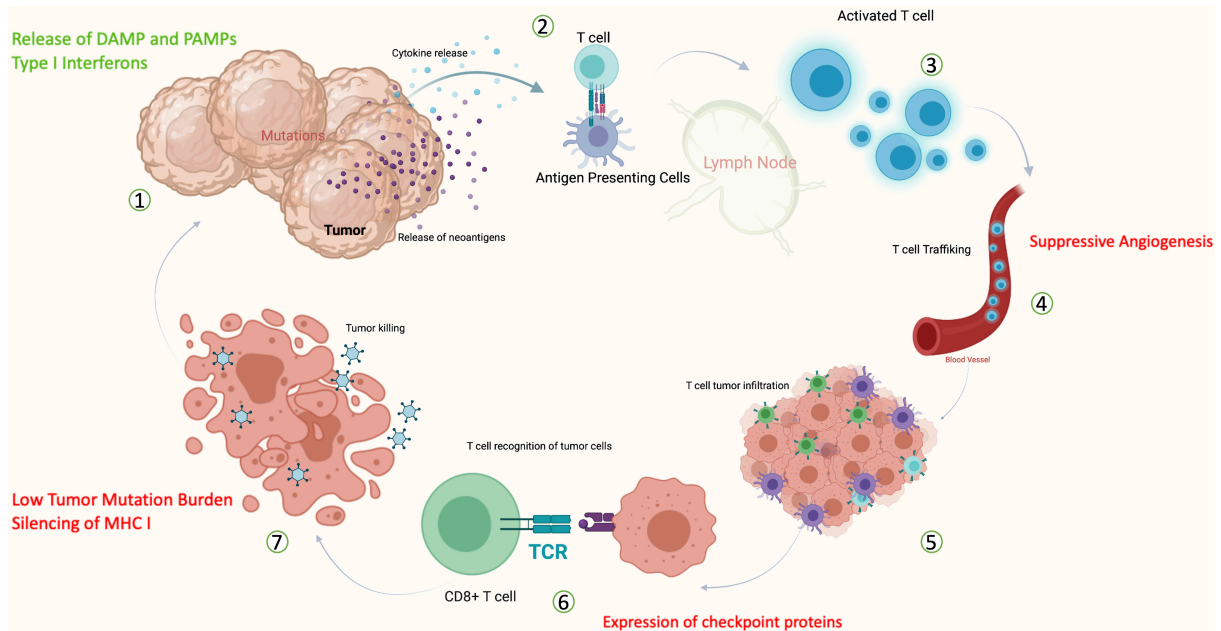 Release of DAMP and PAMPs
Type I Interferons
①
Mutations
Tumor
Cytokine release
Release of neoantigens
②
T cell
Antigen Presenting Cells
Lymph Node
Activated T cell
③
T cell Traffiking
Suppressive Angiogenesis
④
Blood Vessel
T cell tumor infiltration
⑤
T cell recognition of tumor cells
TCR
CD8+ T cell
⑥
Expression of checkpoint proteins
Tumor killing
Low Tumor Mutation Burden
Silencing of MHC I
⑦